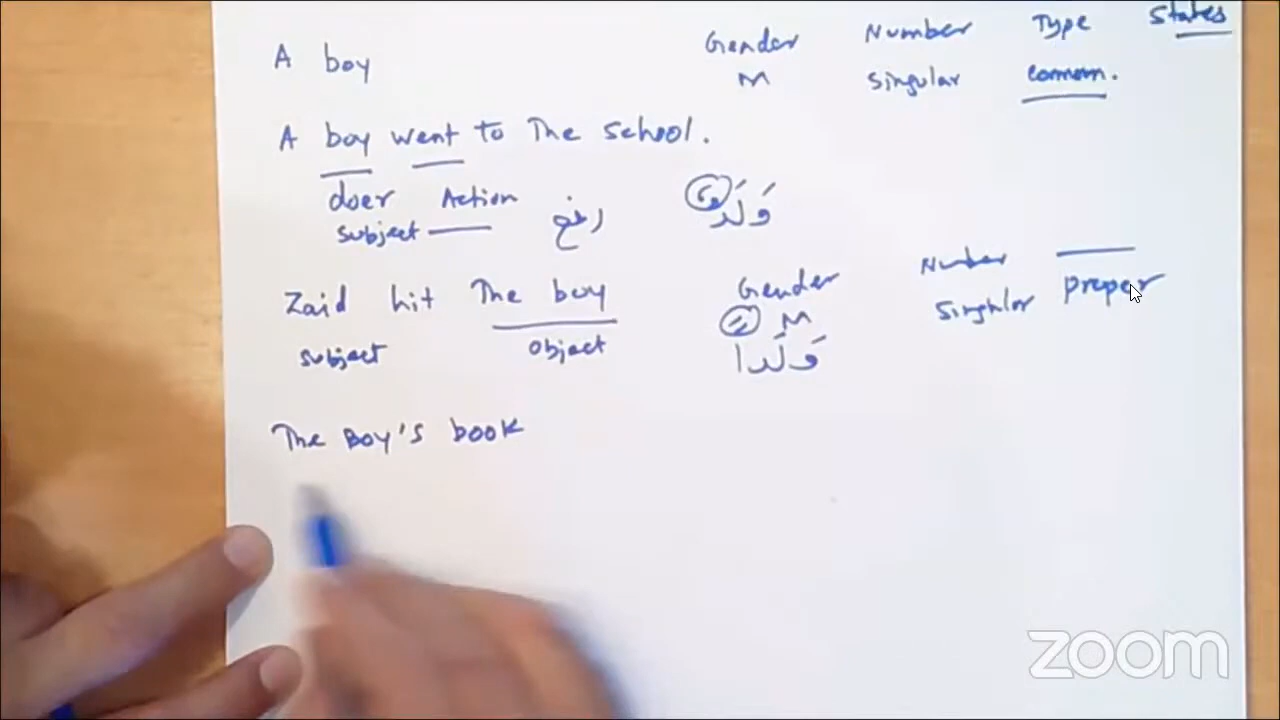 A boy Gender Number Type States
M Singular common.
A boy went to The school.
doer Action
Subject رفع وَلَدٌ
Zaid hit The boy Gender Number
M Singular proper
Subject Object وَلَدا
The Boy's book
zoom